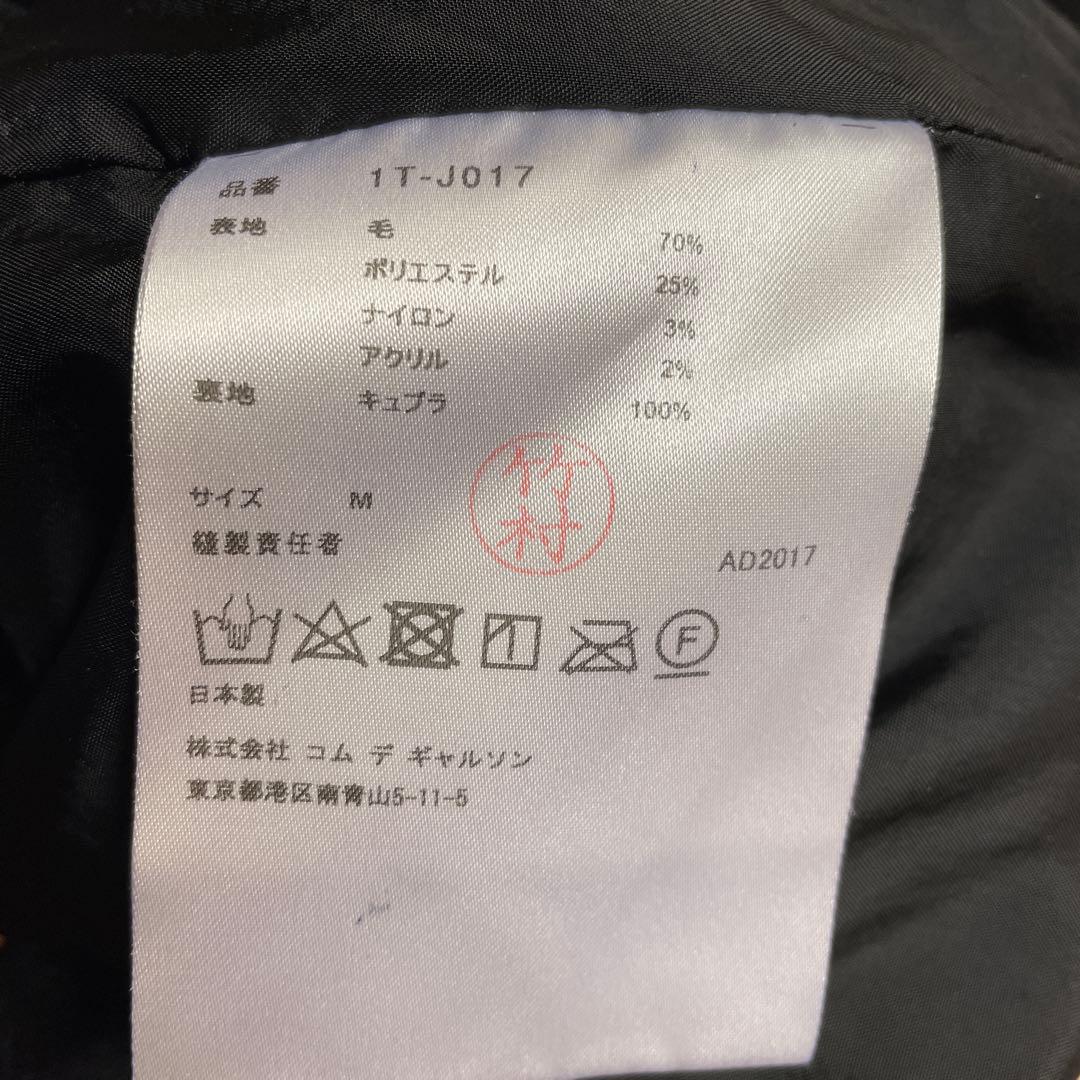 品番 1T-J017
表地 毛 70%
ポリエステル 25%
ナイロン 3%
アクリル 2%
裏地 キュプラ 100%
サイズ M
竹村
縫製責任者
AD2017
F
日本製
株式会社 コム デ ギャルソン
東京都港区南青山5-11-5